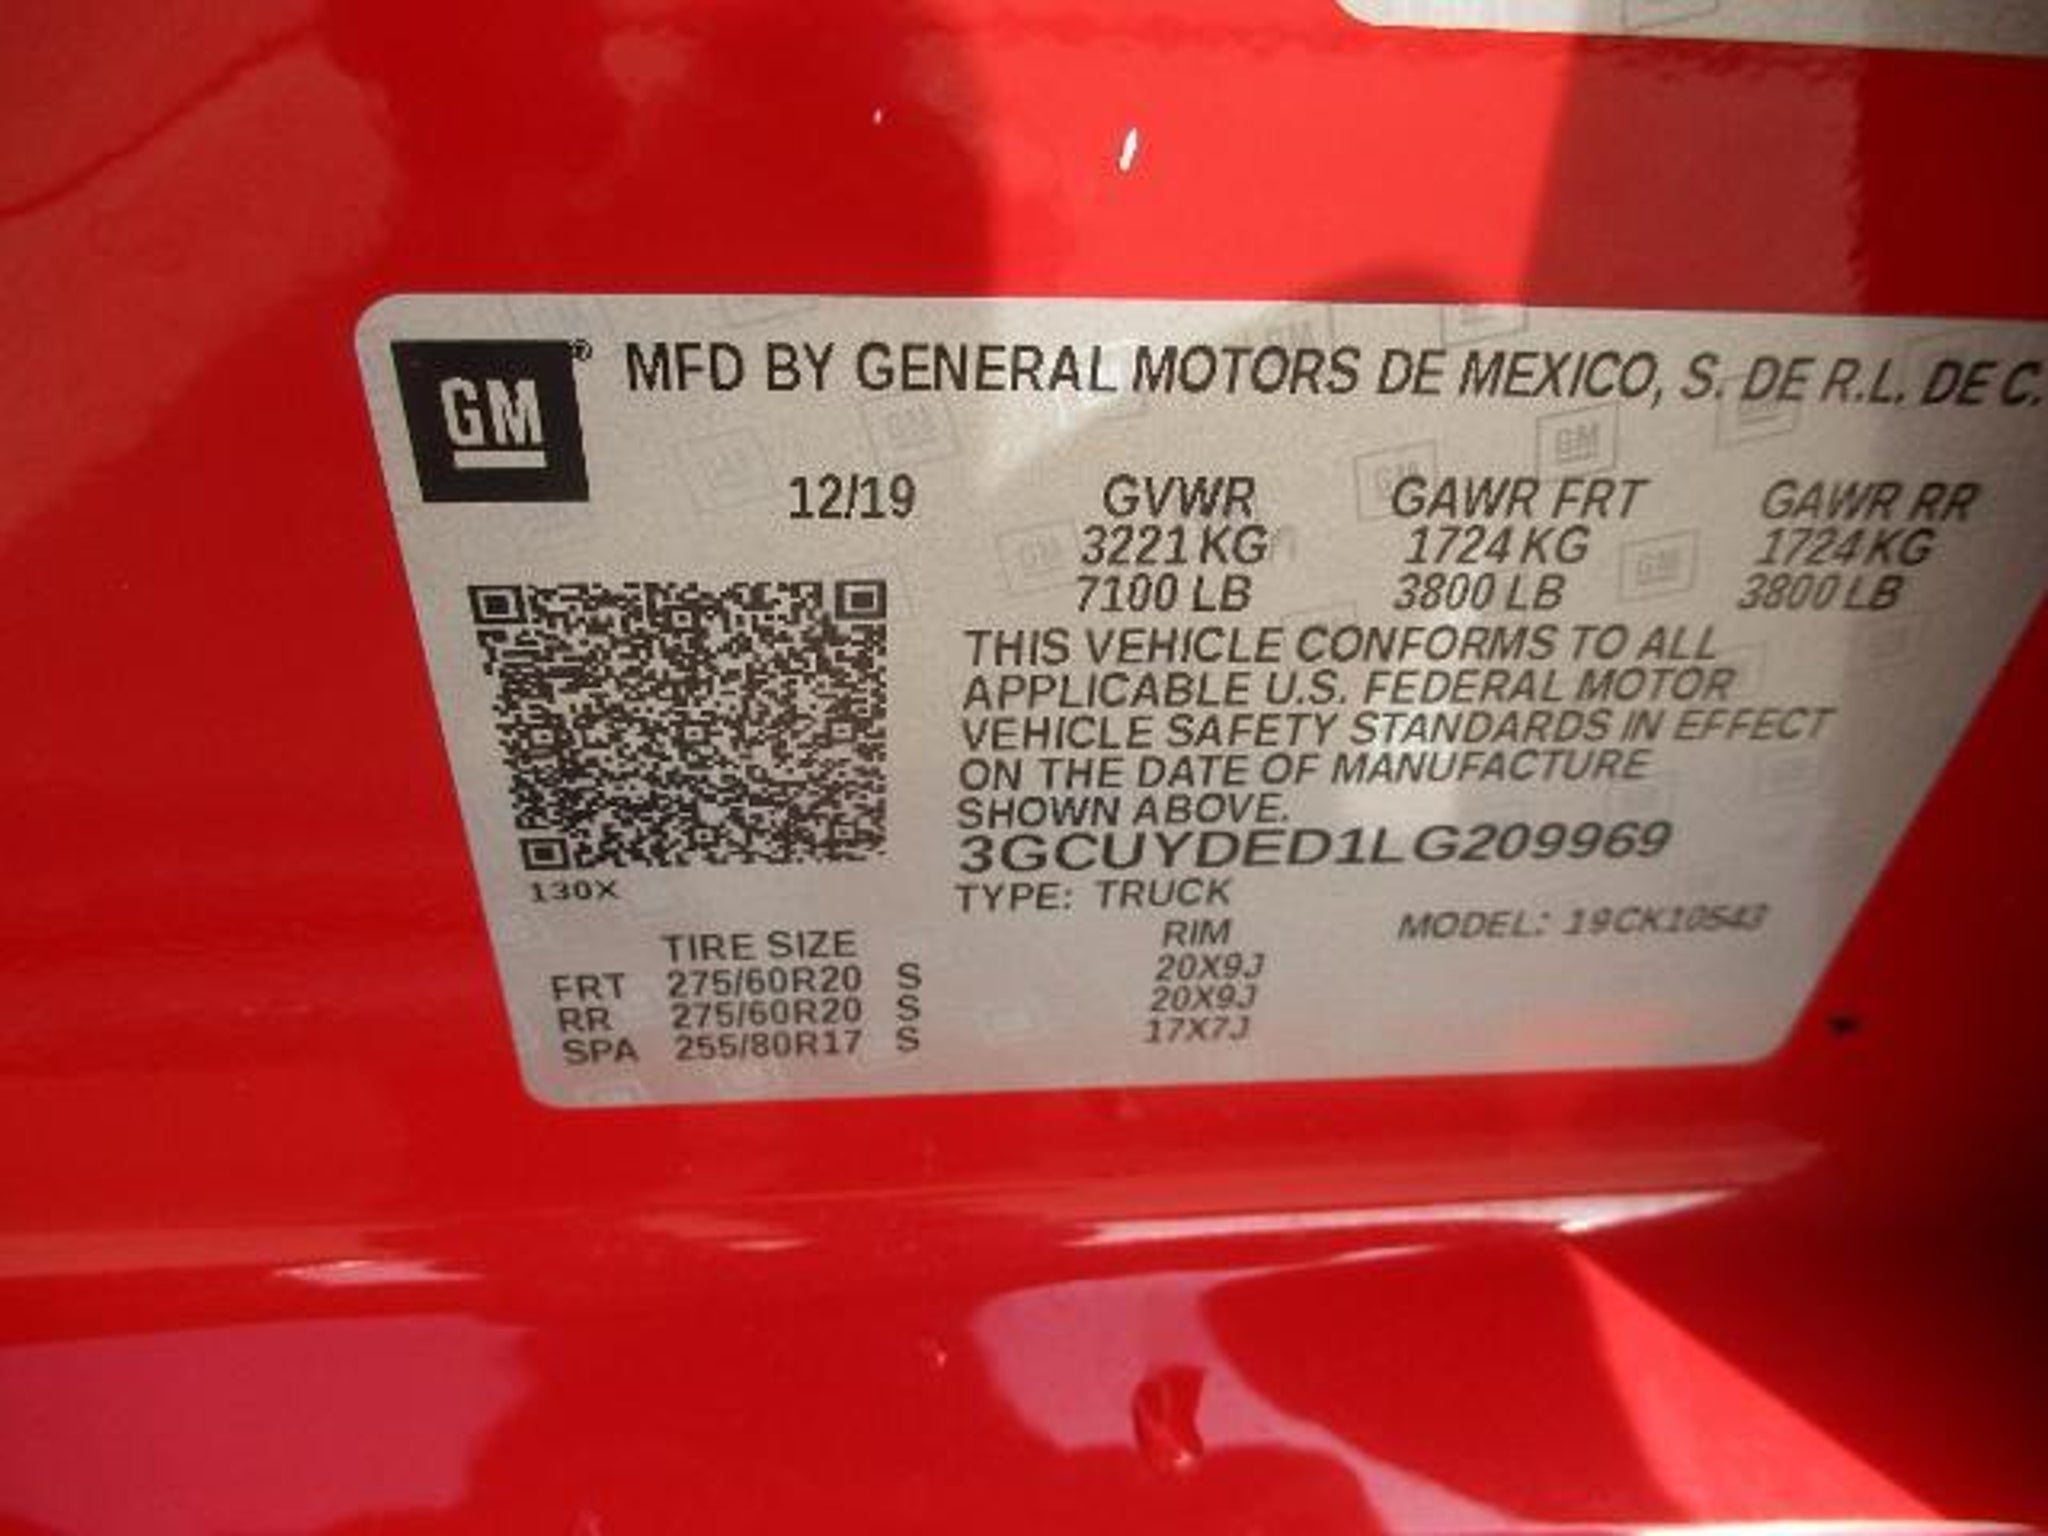 GM® MFD BY GENERAL MOTORS DE MEXICO, S. DE R.L. DE C.
12/19 GVWR GAWR FRT GAWR RR
3221 KG 1724 KG 1724 KG
7100 LB 3800 LB 3800 LB
THIS VEHICLE CONFORMS TO ALL
APPLICABLE U.S. FEDERAL MOTOR
VEHICLE SAFETY STANDARDS IN EFFECT
ON THE DATE OF MANUFACTURE
SHOWN ABOVE.
3GCUYDED1LG209969
130X
TYPE: TRUCK
MODEL: 19CK10543
TIRE SIZE RIM
FRT 275/60R20 S 20X9J
RR 275/60R20 S 20X9J
SPA 255/80R17 S 17X7J